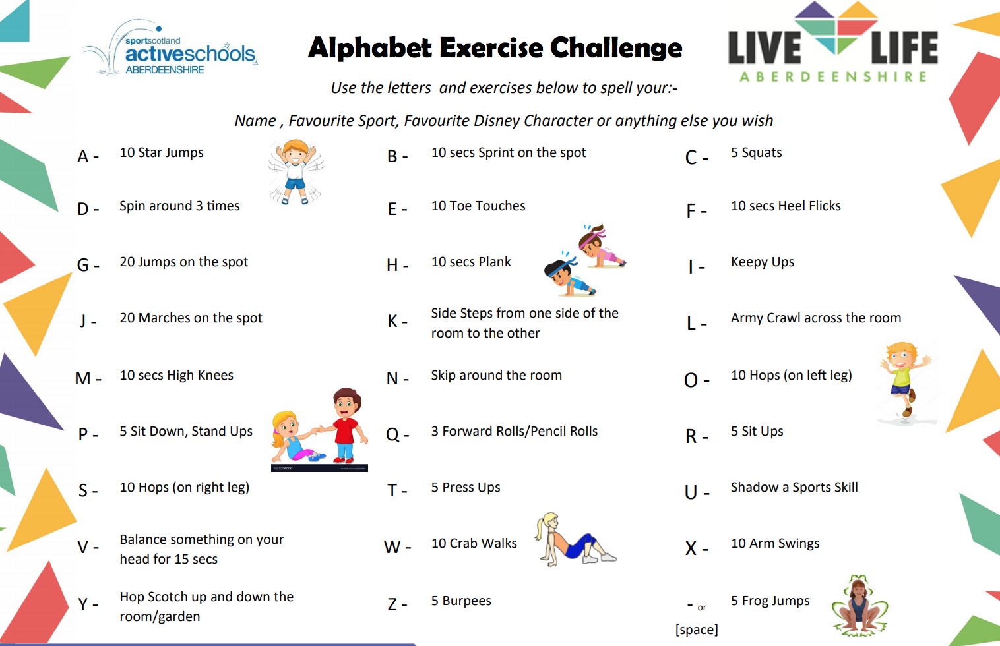 sportscotland
activeschools
ABERDEENSHIRE
Alphabet Exercise Challenge
LIVE LIFE
ABERDEENSHIRE
Use the letters and exercises below to spell your:-
Name , Favourite Sport, Favourite Disney Character or anything else you wish
A - 10 Star Jumps
B - 10 secs Sprint on the spot
C - 5 Squats
D - Spin around 3 times
E - 10 Toe Touches
F - 10 secs Heel Flicks
G - 20 Jumps on the spot
H - 10 secs Plank
I - Keepy Ups
J - 20 Marches on the spot
K - Side Steps from one side of the
room to the other
L - Army Crawl across the room
M - 10 secs High Knees
N - Skip around the room
O - 10 Hops (on left leg)
P - 5 Sit Down, Stand Ups
VectorStock
Q - 3 Forward Rolls/Pencil Rolls
R - 5 Sit Ups
S - 10 Hops (on right leg)
T - 5 Press Ups
U - Shadow a Sports Skill
V - Balance something on your
head for 15 secs
W - 10 Crab Walks
X - 10 Arm Swings
Y - Hop Scotch up and down the
room/garden
Z - 5 Burpees
- or 5 Frog Jumps
[space]